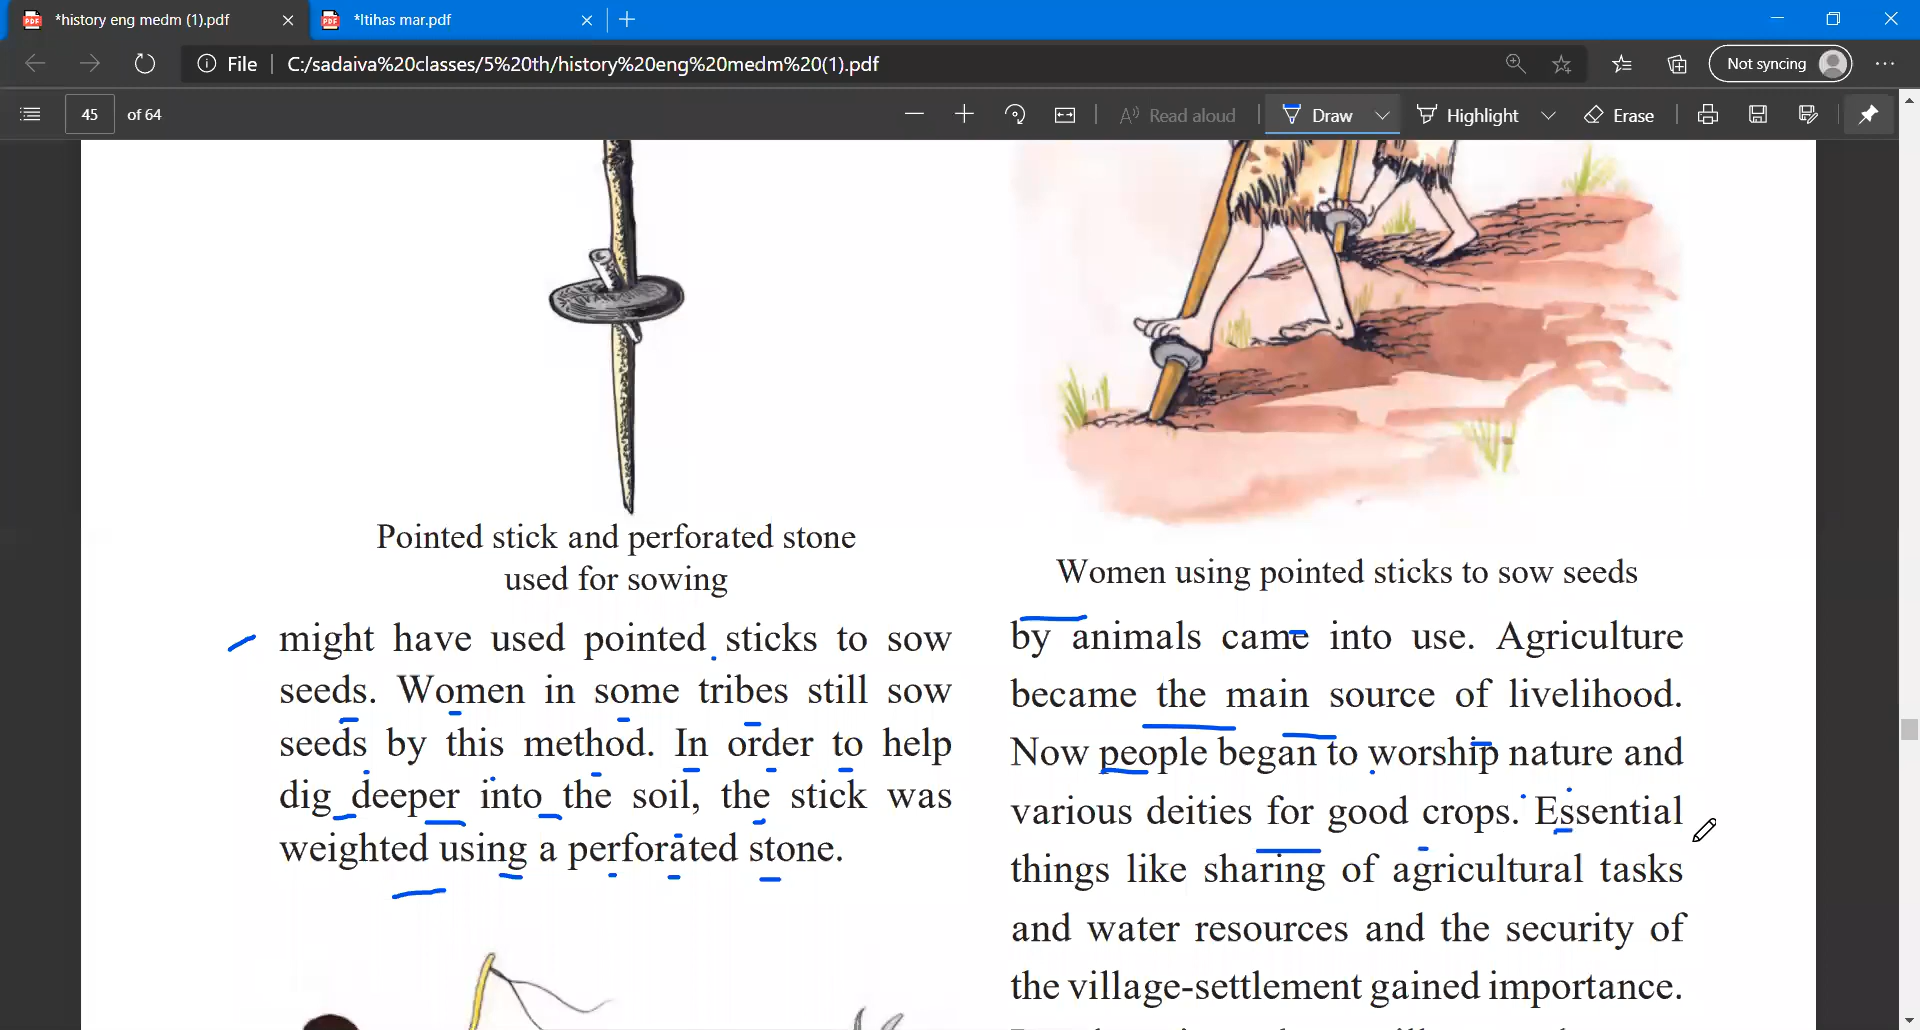 *history eng medm (1).pdf
*Itihas mar.pdf
File
C:/sadaiva%20classes/5%20th/history%20eng%20medm%20(1).pdf
Not syncing
45 of 64
Read aloud
Draw
Highlight
Erase
Pointed stick and perforated stone
used for sowing
might have used pointed sticks to sow
seeds. Women in some tribes still sow
seeds by this method. In order to help
dig deeper into the soil, the stick was
weighted using a perforated stone.
Women using pointed sticks to sow seeds
by animals came into use. Agriculture
became the main source of livelihood.
Now people began to worship nature and
various deities for good crops. Essential
things like sharing of agricultural tasks
and water resources and the security of
the village-settlement gained importance.